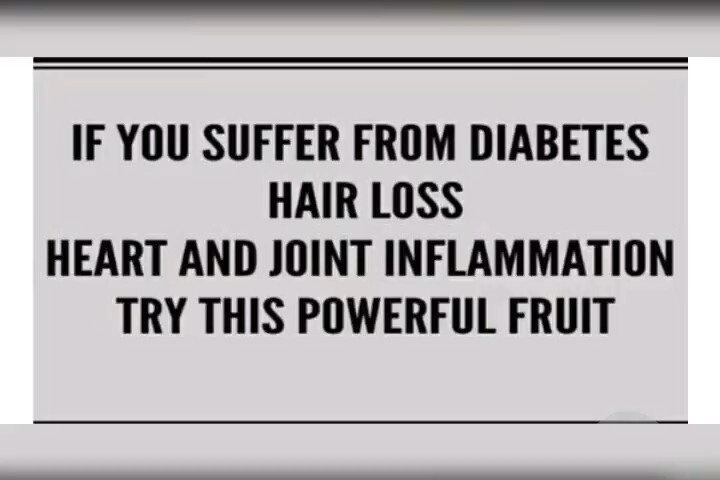 IF YOU SUFFER FROM DIABETES
HAIR LOSS
HEART AND JOINT INFLAMMATION
TRY THIS POWERFUL FRUIT